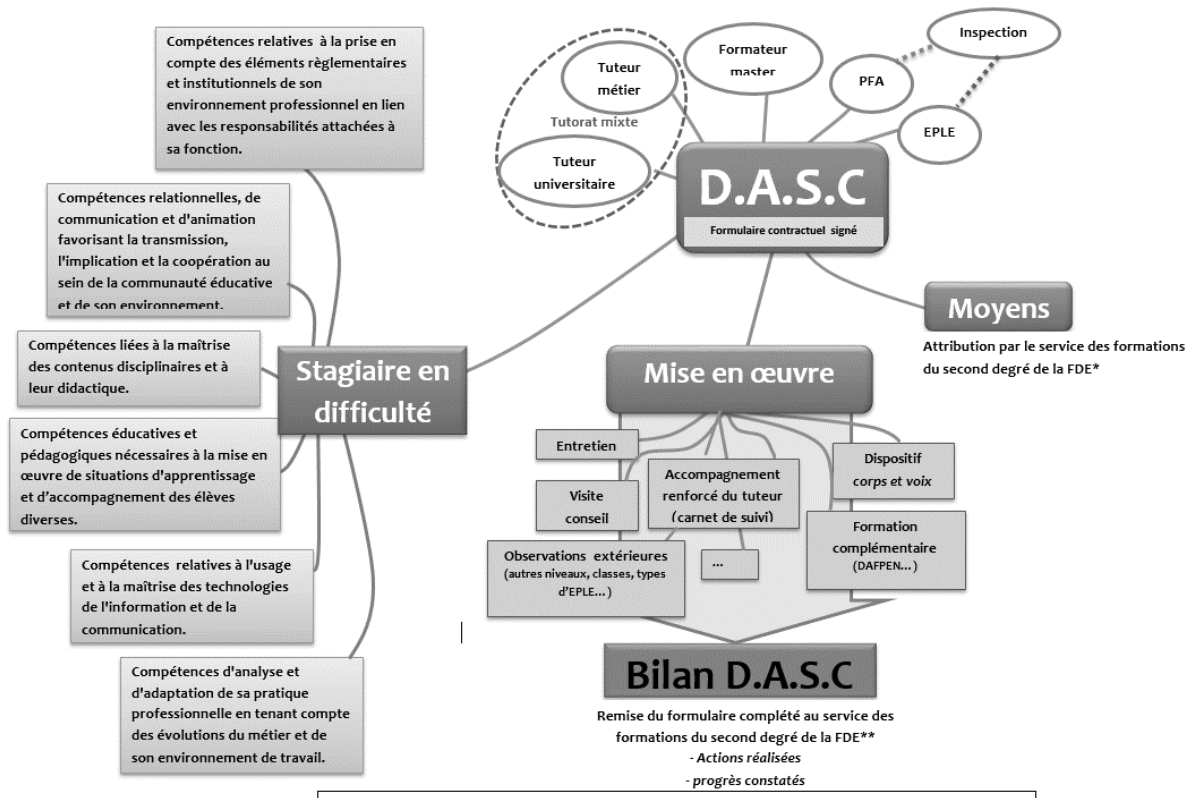 Compétences relatives à la prise en
compte des éléments règlementaires
et institutionnels de son
environnement professionnel en lien
avec les responsabilités attachées à
sa fonction.
Compétences relationnelles, de
communication et d'animation
favorisant la transmission,
l'implication et la coopération au
sein de la communauté éducative
et de son environnement.
Compétences liées à la maîtrise
des contenus disciplinaires et à
leur didactique.
Compétences éducatives et
pédagogiques nécessaires à la mise en
œuvre de situations d'apprentissage
et d'accompagnement des élèves
diverses.
Compétences relatives à l'usage
et à la maîtrise des technologies
de l'information et de la
communication.
Compétences d'analyse et
d'adaptation de sa pratique
professionnelle en tenant compte
des évolutions du métier et de
son environnement de travail.
Stagiaire en
difficulté
Tuteur
métier
Tutorat mixte
Tuteur
universitaire
Formateur
master
PFA
Inspection
EPLE
D.A.S.C
Formulaire contractuel signé
Moyens
Attribution par le service des formations
du second degré de la FDE*
Mise en œuvre
Entretien
Visite
conseil
Accompagnement
renforcé du tuteur
(carnet de suivi)
Dispositif
corps et voix
Observations extérieures
(autres niveaux, classes, types
d'EPLE...)
...
Formation
complémentaire
(DAFPEN...)
Bilan D.A.S.C
Remise du formulaire complété au service des
formations du second degré de la FDE**
- Actions réalisées
- progrès constatés